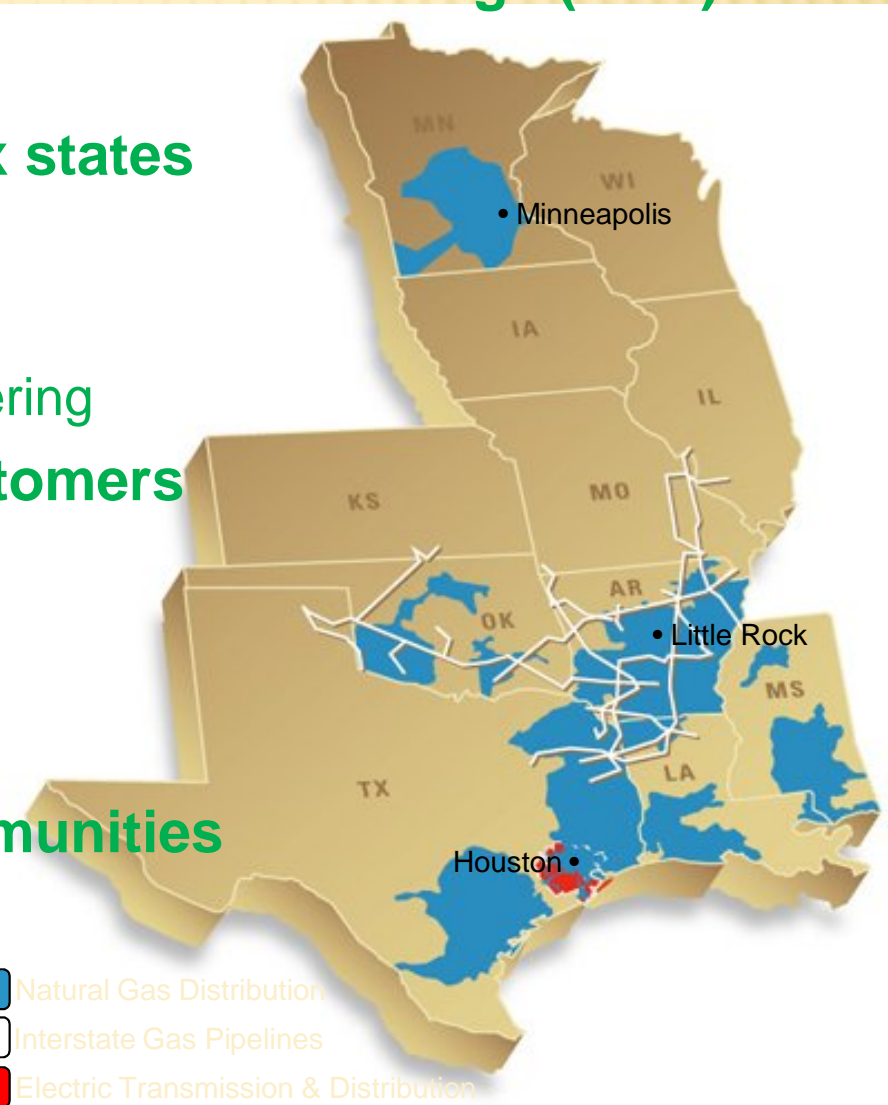 x states
ering
tomers
munities
MN
WI
• Minneapolis
IA
IL
KS
MO
AR
OK
• Little Rock
MS
TX
LA
Houston •
Natural Gas Distribution
Interstate Gas Pipelines
Electric Transmission & Distribution